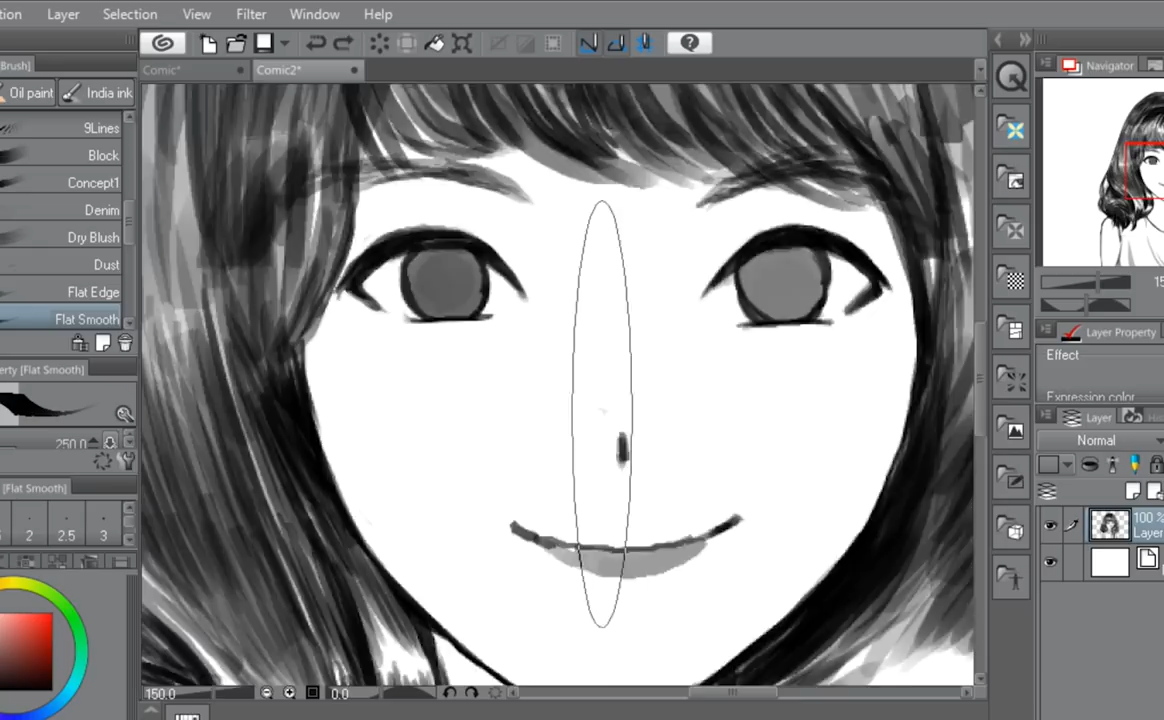 tion Layer Selection View Filter Window Help
Brush]
Comic*
Comic2*
Navigator
Oil paint
India ink
9Lines
Block
Concept1
Denim
Dry Blush
Dust
Flat Edge
Flat Smooth
erty [Flat Smooth]
250.0
[Flat Smooth]
2 2.5 3
150.0
0.0
15
Layer Property
Effect
Expression color
Layer
Normal
100 %
Layer